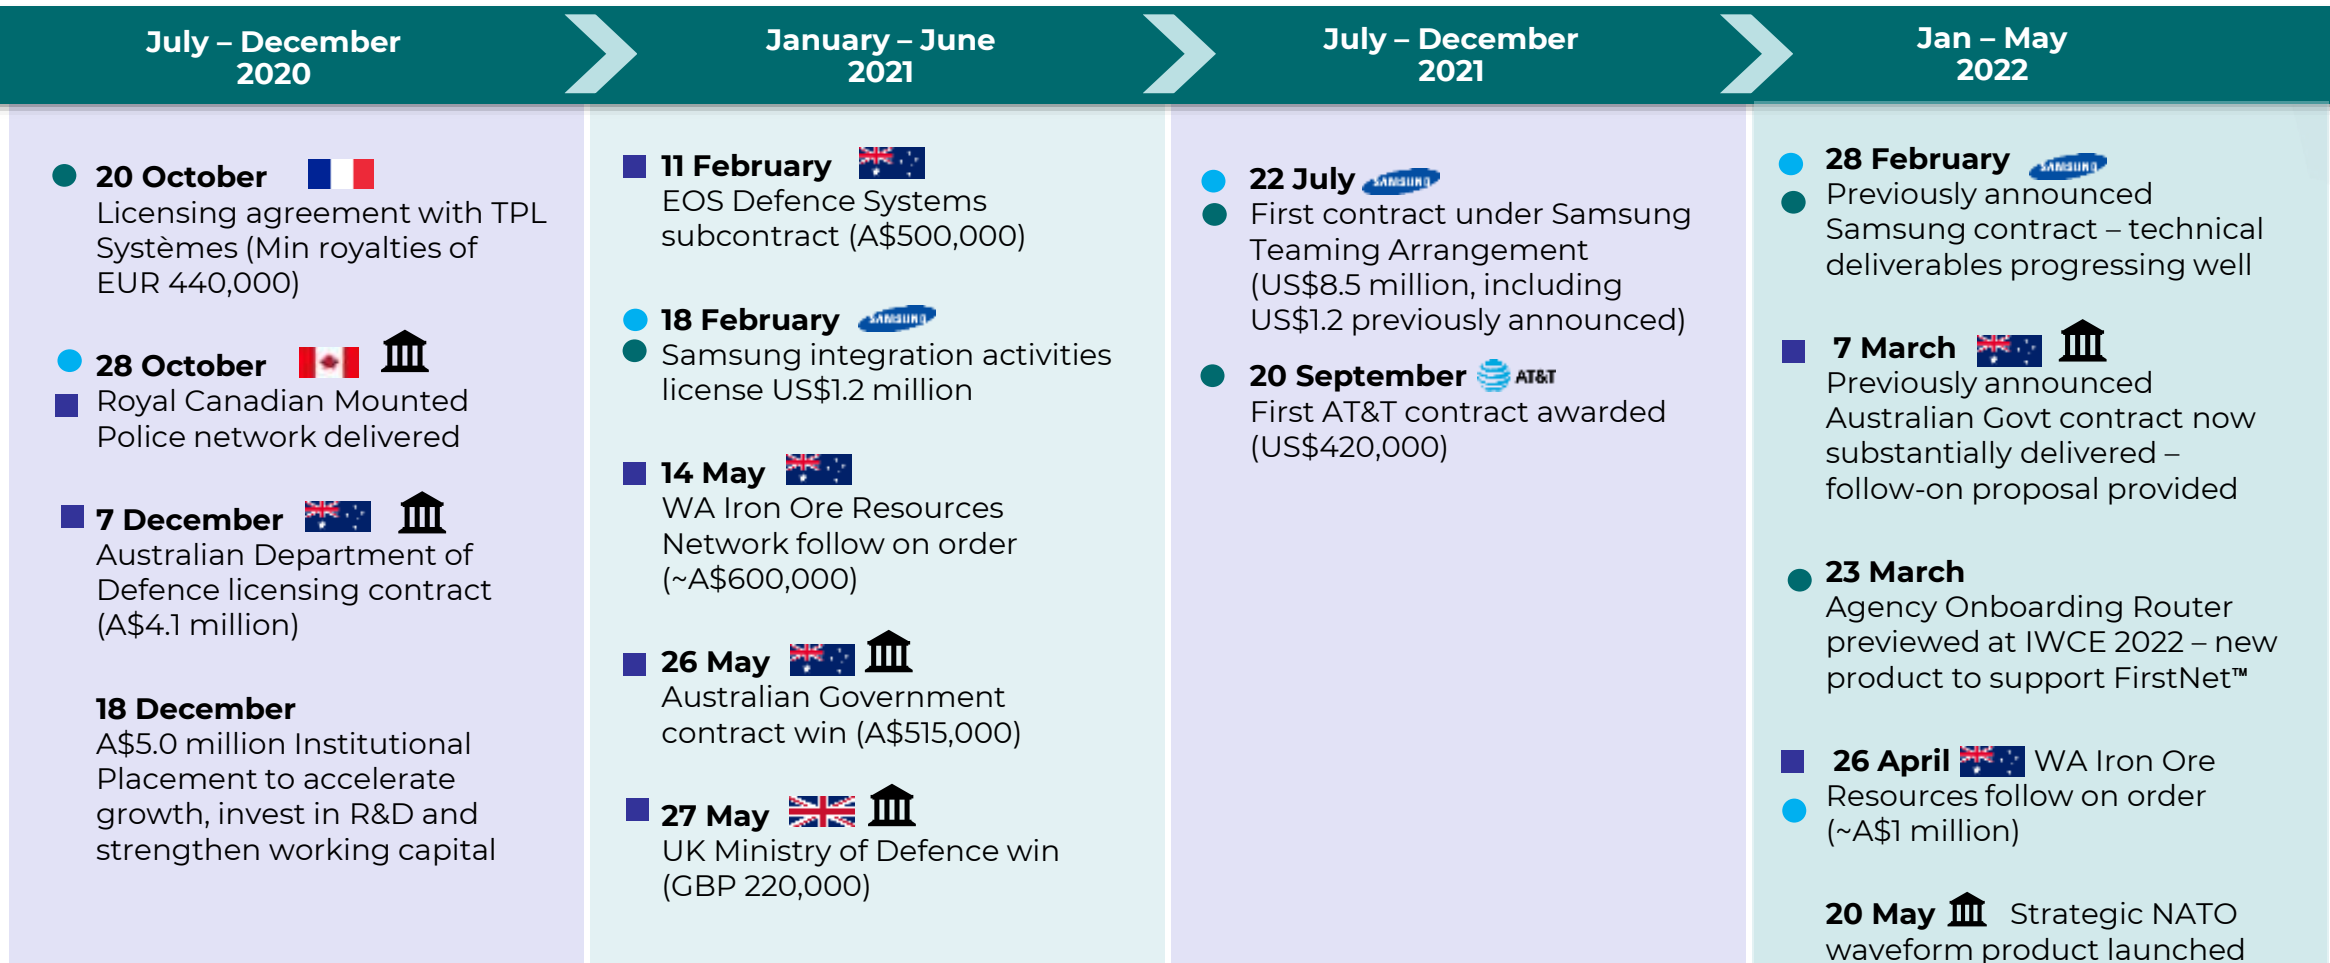 July – December
2020
January – June
2021
July – December
2021
Jan – May
2022
20 October
Licensing agreement with TPL
Systèmes (Min royalties of
EUR 440,000)
28 October
Royal Canadian Mounted
Police network delivered
7 December
Australian Department of
Defence licensing contract
(A$4.1 million)
18 December
A$5.0 million Institutional
Placement to accelerate
growth, invest in R&D and
strengthen working capital
11 February
EOS Defence Systems
subcontract (A$500,000)
18 February SAMSUNG
Samsung integration activities
license US$1.2 million
14 May
WA Iron Ore Resources
Network follow on order
(~A$600,000)
26 May
Australian Government
contract win (A$515,000)
27 May
UK Ministry of Defence win
(GBP 220,000)
22 July SAMSUNG
First contract under Samsung
Teaming Arrangement
(US$8.5 million, including
US$1.2 previously announced)
20 September AT&T
First AT&T contract awarded
(US$420,000)
28 February SAMSUNG
Previously announced
Samsung contract – technical
deliverables progressing well
7 March
Previously announced
Australian Govt contract now
substantially delivered –
follow-on proposal provided
23 March
Agency Onboarding Router
previewed at IWCE 2022 – new
product to support FirstNet™
26 April WA Iron Ore
Resources follow on order
(~A$1 million)
20 May Strategic NATO
waveform product launched